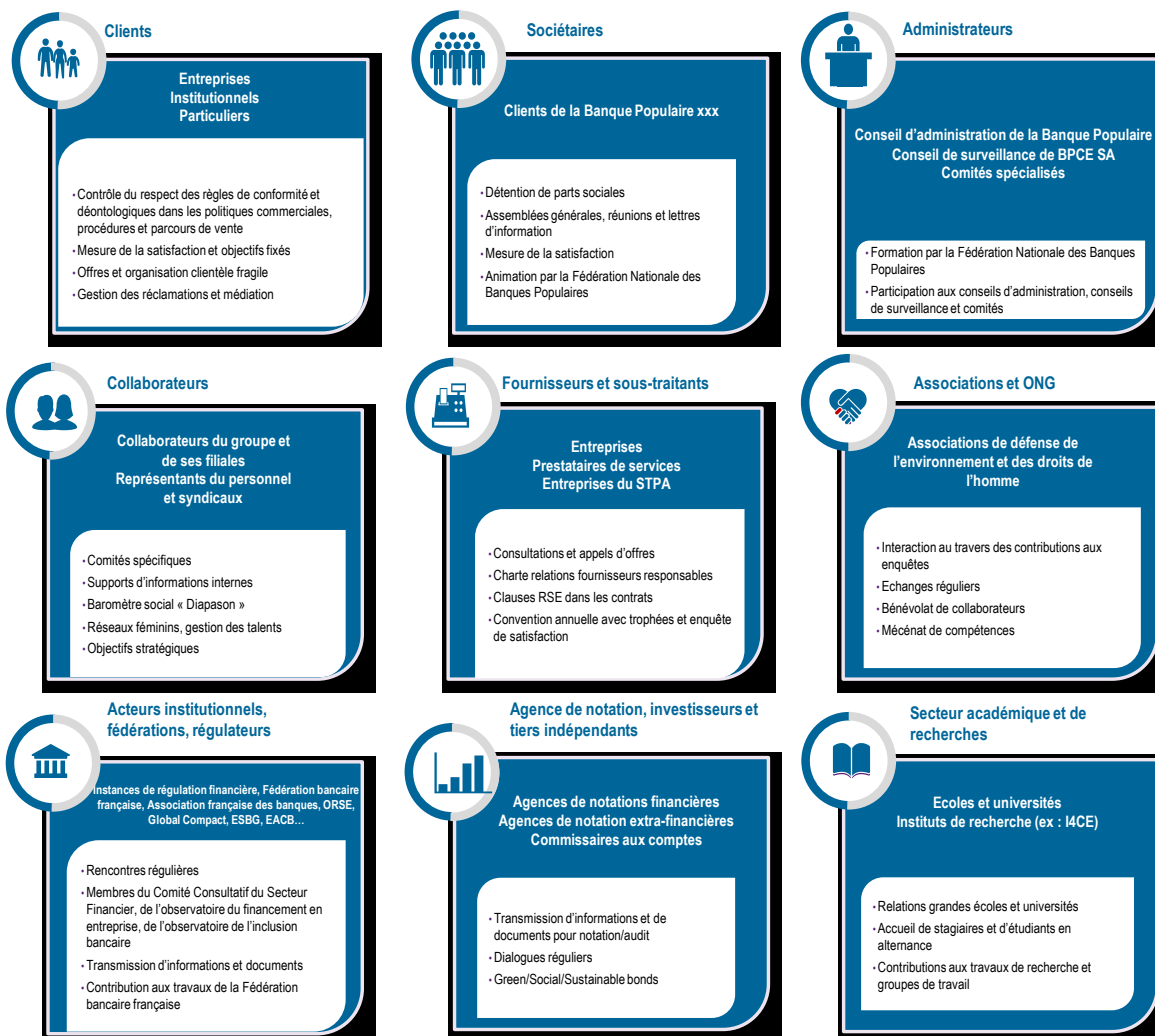 Clients
Entreprises
Institutionnels
Particuliers
• Contrôle du respect des règles de conformité et
déontologiques dans les politiques commerciales,
procédures et parcours de vente
• Mesure de la satisfaction et objectifs fixés
• Offres et organisation clientèle fragile
• Gestion des réclamations et médiation
Sociétaires
Clients de la Banque Populaire xxx
• Détention de parts sociales
• Assemblées générales, réunions et lettres
d’information
• Mesure de la satisfaction
• Animation par la Fédération Nationale des
Banques Populaires
Administrateurs
Conseil d’administration de la Banque Populaire
Conseil de surveillance de BPCE SA
Comités spécialisés
• Formation par la Fédération Nationale des Banques
Populaires
• Participation aux conseils d’administration, conseils
de surveillance et comités
Collaborateurs
Collaborateurs du groupe et
de ses filiales
Représentants du personnel
et syndicaux
• Comités spécifiques
• Supports d’informations internes
• Baromètre social « Diapason »
• Réseaux féminins, gestion des talents
• Objectifs stratégiques
Fournisseurs et sous-traitants
Entreprises
Prestataires de services
Entreprises du STPA
• Consultations et appels d’offres
• Charte relations fournisseurs responsables
• Clauses RSE dans les contrats
• Convention annuelle avec trophées et enquête
de satisfaction
Associations et ONG
Associations de défense de
l’environnement et des droits de
l’homme
• Interaction au travers des contributions aux
enquêtes
• Echanges réguliers
• Bénévolat de collaborateurs
• Mécénat de compétences
Acteurs institutionnels,
fédérations, régulateurs
Instances de régulation financière, Fédération bancaire
française, Association française des banques, ORSE,
Global Compact, ESBG, EACB…
• Rencontres régulières
• Membres du Comité Consultatif du Secteur
Financier, de l’observatoire du financement en
entreprise, de l’observatoire de l’inclusion
bancaire
• Transmission d’informations et documents
• Contribution aux travaux de la Fédération
bancaire française
Agence de notation, investisseurs et
tiers indépendants
Agences de notations financières
Agences de notation extra-financières
Commissaires aux comptes
• Transmission d’informations et de
documents pour notation/audit
• Dialogues réguliers
• Green/Social/Sustainable bonds
Secteur académique et de
recherches
Ecoles et universités
Instituts de recherche (ex : I4CE)
• Relations grandes écoles et universités
• Accueil de stagiaires et d’étudiants en
alternance
• Contributions aux travaux de recherche et
groupes de travail